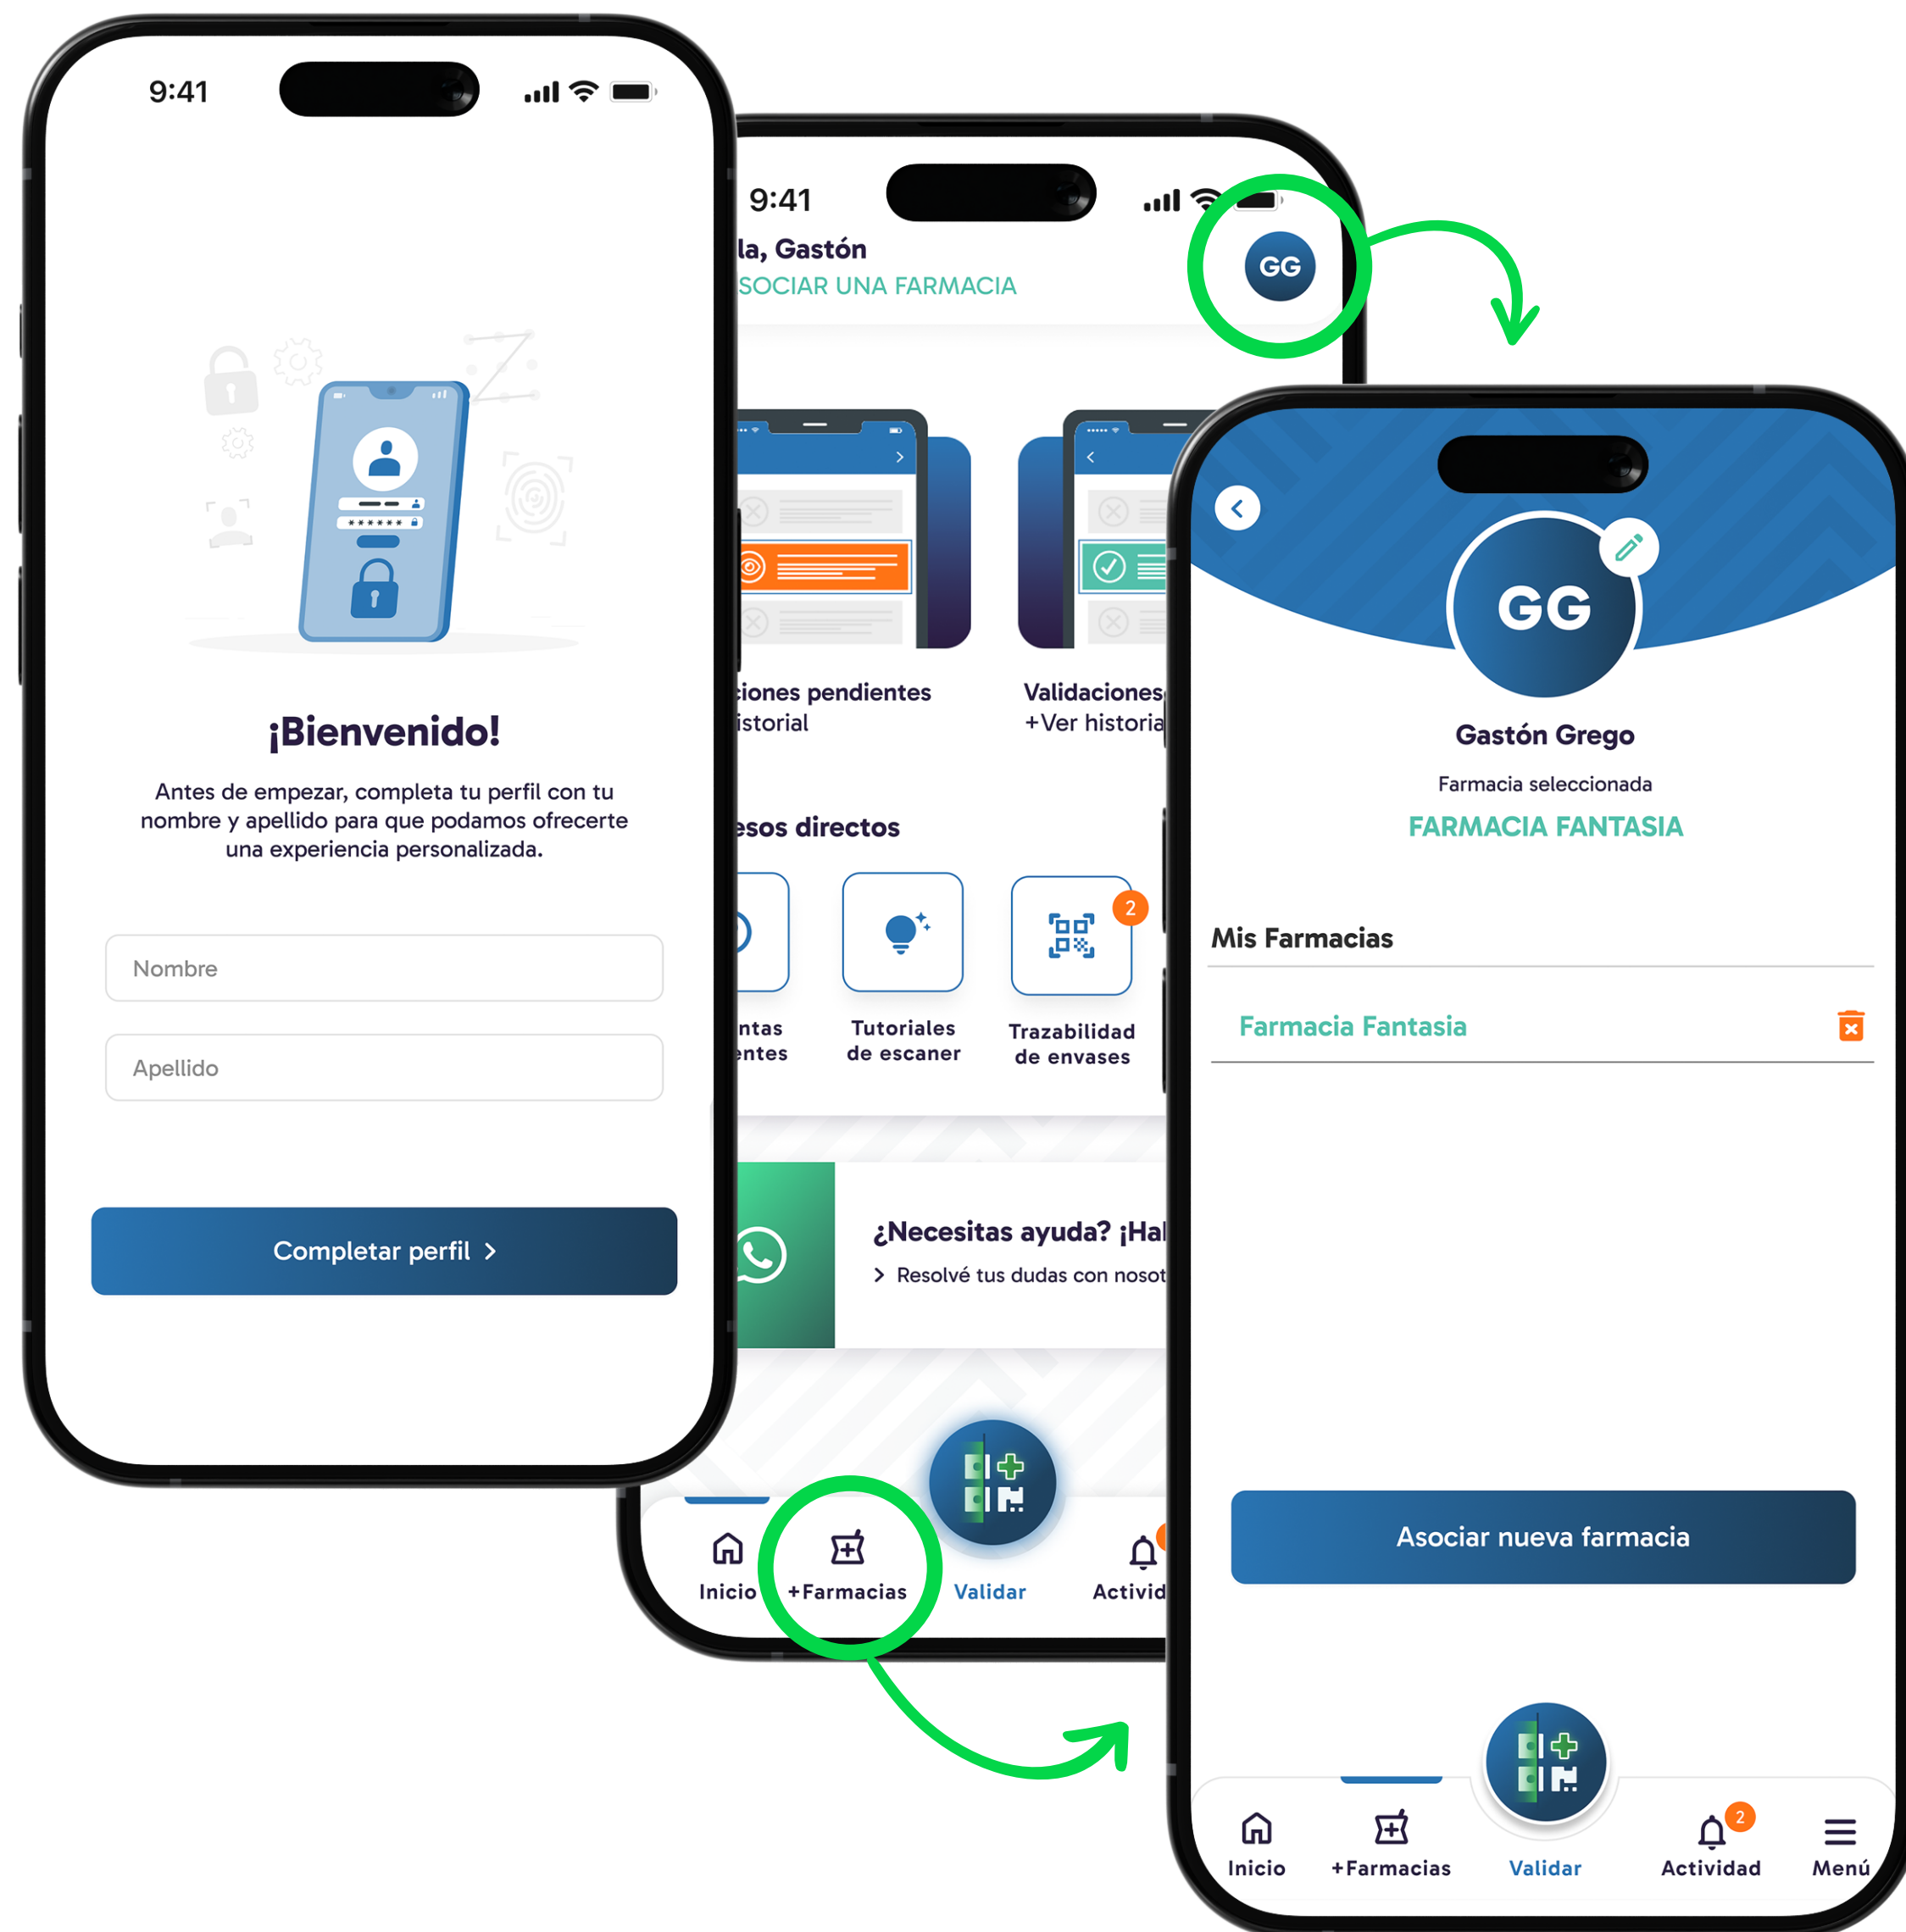 9:41
¡Bienvenido!
Antes de empezar, completa tu perfil con tu
nombre y apellido para que podamos ofrecerte
una experiencia personalizada.
Nombre
Apellido
Completar perfil >
9:41
la, Gastón
SOCIAR UNA FARMACIA
GG
ciones pendientes
istorial
Validaciones
+Ver historia
esos directos
2
ntas
entes
Tutoriales
de escaner
Trazabilidad
de envases
¿Necesitas ayuda? ¡Hal
> Resolvé tus dudas con nosot
Inicio
+Farmacias
Validar
Activid
GG
Gastón Grego
Farmacia seleccionada
FARMACIA FANTASIA
Mis Farmacias
Farmacia Fantasia
Asociar nueva farmacia
2
Inicio
+Farmacias
Validar
Actividad
Menú